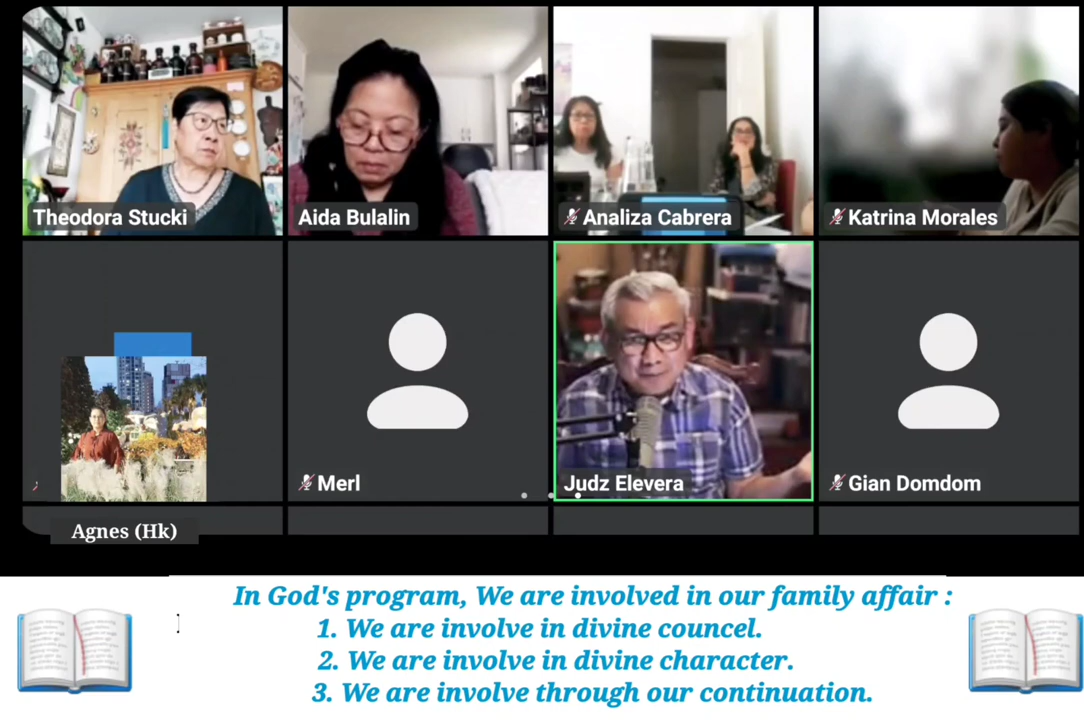 Theodora Stucki
Aida Bulalin
Analiza Cabrera
Katrina Morales
Merl
Judz Elevera
Gian Domdom
Agnes (Hk)
In God's program, We are involved in our family affair :
1. We are involve in divine councel.
2. We are involve in divine character.
3. We are involve through our continuation.